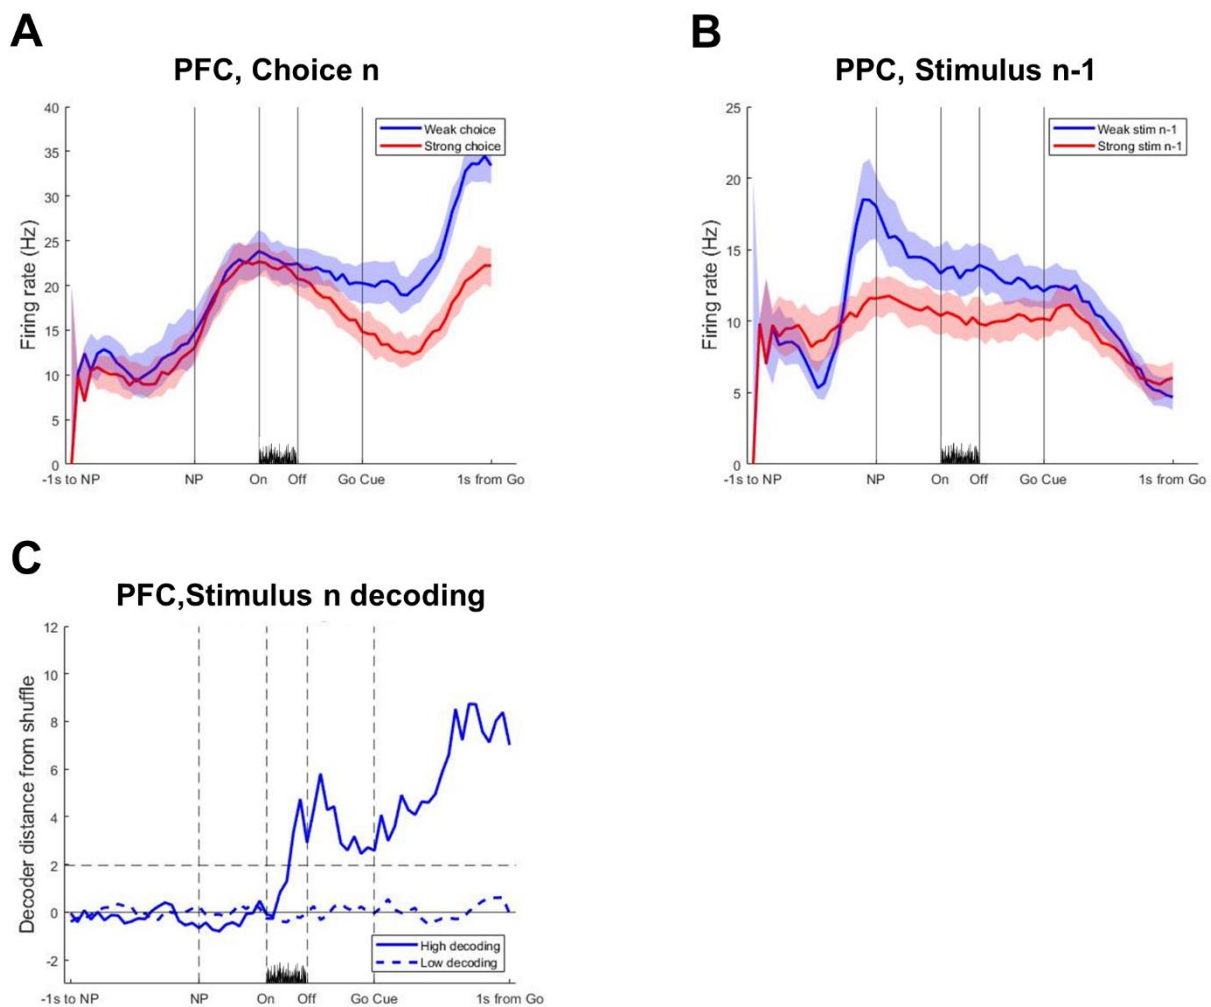 A
PFC, Choice n
Firing rate (Hz)
40
35
30
25
20
15
10
5
0
Weak choice
Strong choice
-1s to NP NP On Off Go Cue 1s from Go
B
PPC, Stimulus n-1
Firing rate (Hz)
25
20
15
10
5
0
Weak stim n-1
Strong stim n-1
-1s to NP NP On Off Go Cue 1s from Go
C
PFC,Stimulus n decoding
Decoder distance from shuffle
12
10
8
6
4
2
0
-2
High decoding
Low decoding
-1s to NP NP On Off Go Cue 1s from Go